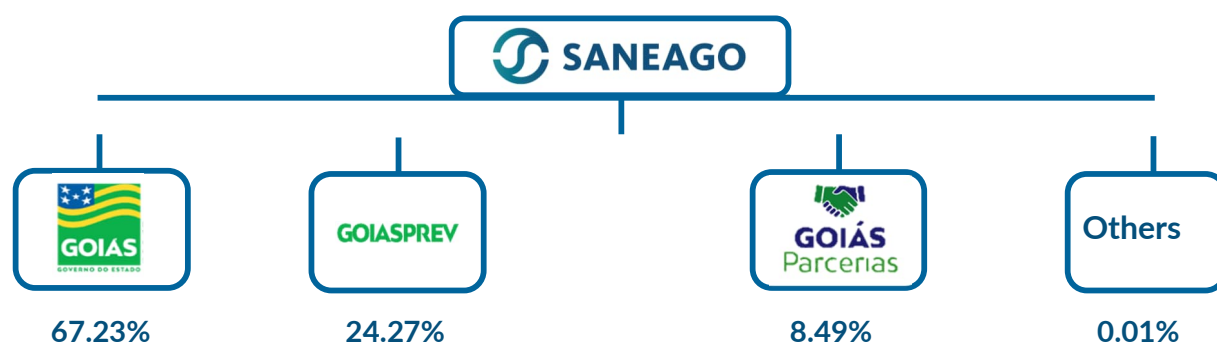 SANEAGO
GOIÁS
GOVERNO DO ESTADO
GOIASPREV
GOIÁS
Parcerias
Others
67.23%
24.27%
8.49%
0.01%